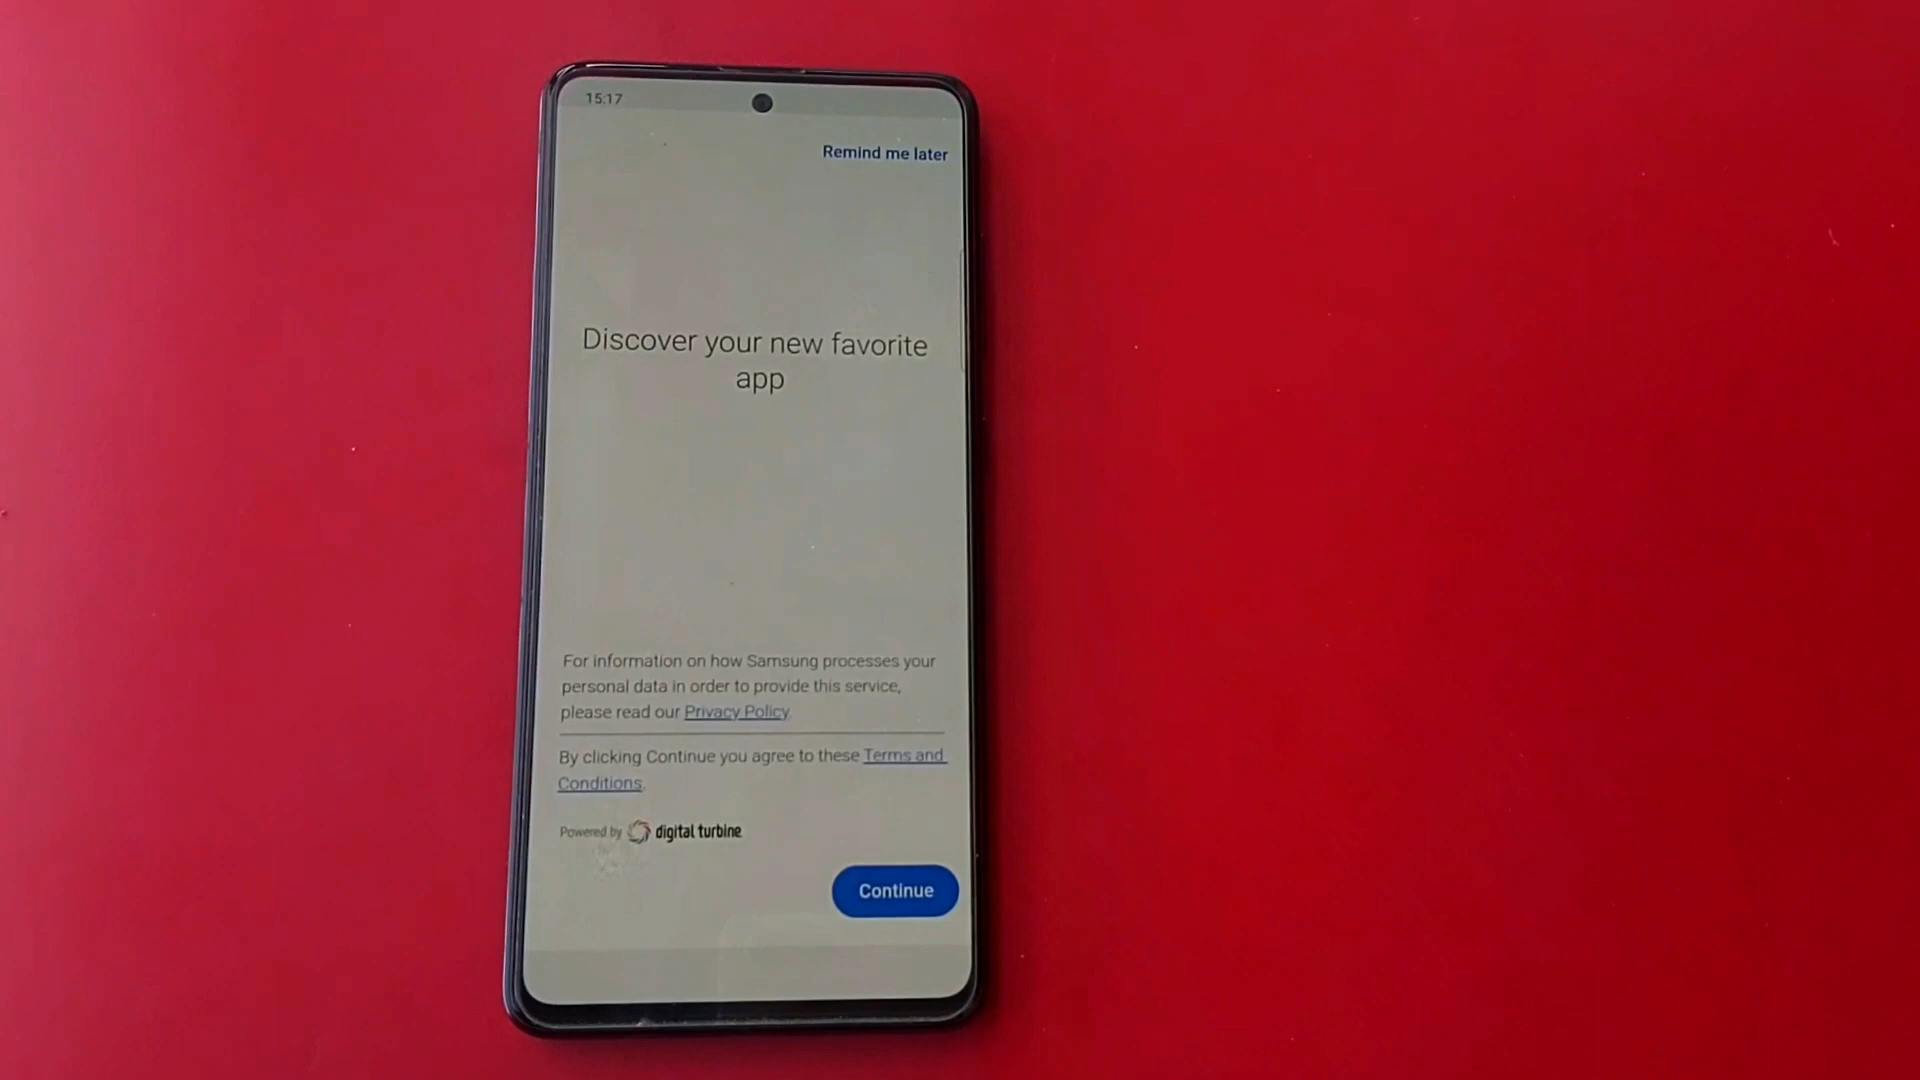 15:17
Remind me later
Discover your new favorite
app
For information on how Samsung processes your
personal data in order to provide this service,
please read our Privacy Policy.
By clicking Continue you agree to these Terms and
Conditions.
Powered by digital turbine
Continue